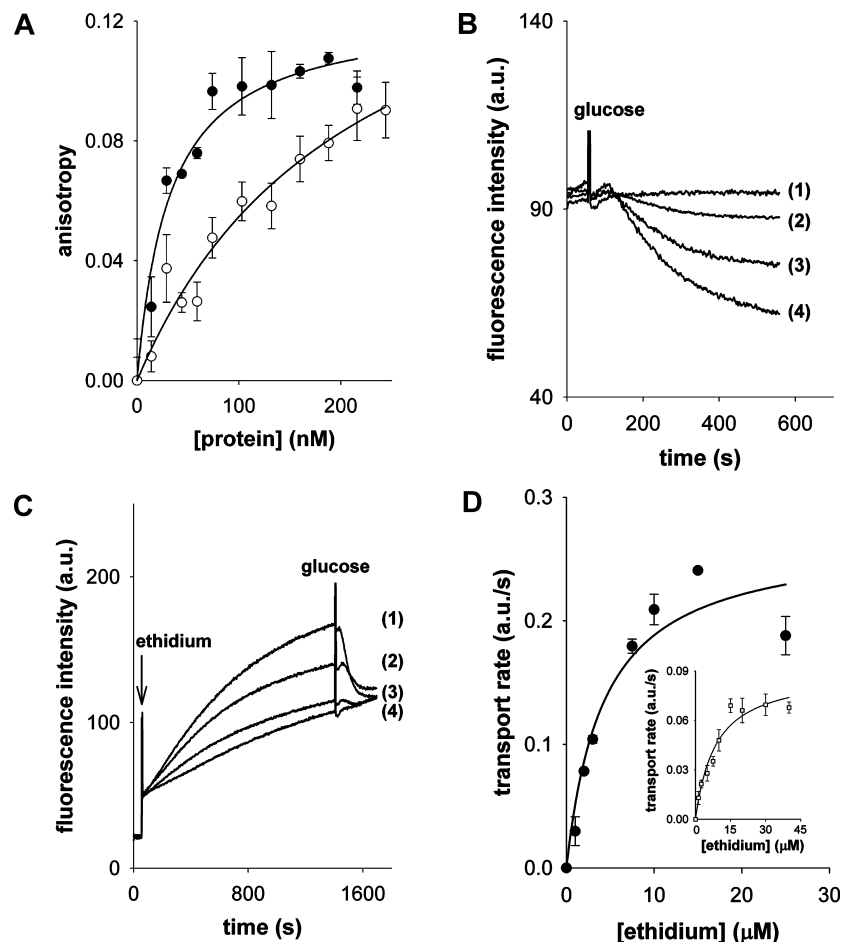 A
0.12
0.08
0.04
0.00
anisotropy
0
100
200
[protein] (nM)
B
140
90
40
fluorescence intensity (a.u.)
glucose
(1)
(2)
(3)
(4)
0
200
400
600
time (s)
C
200
100
0
fluorescence intensity (a.u.)
ethidium
glucose
(1)
(2)
(3)
(4)
0
800
1600
time (s)
D
0.3
0.2
0.1
0.0
transport rate (a.u./s)
0
10
20
30
[ethidium] (μM)
0.09
0.06
0.03
0.00
transport rate (a.u./s)
0
15
30
45
[ethidium] (μM)